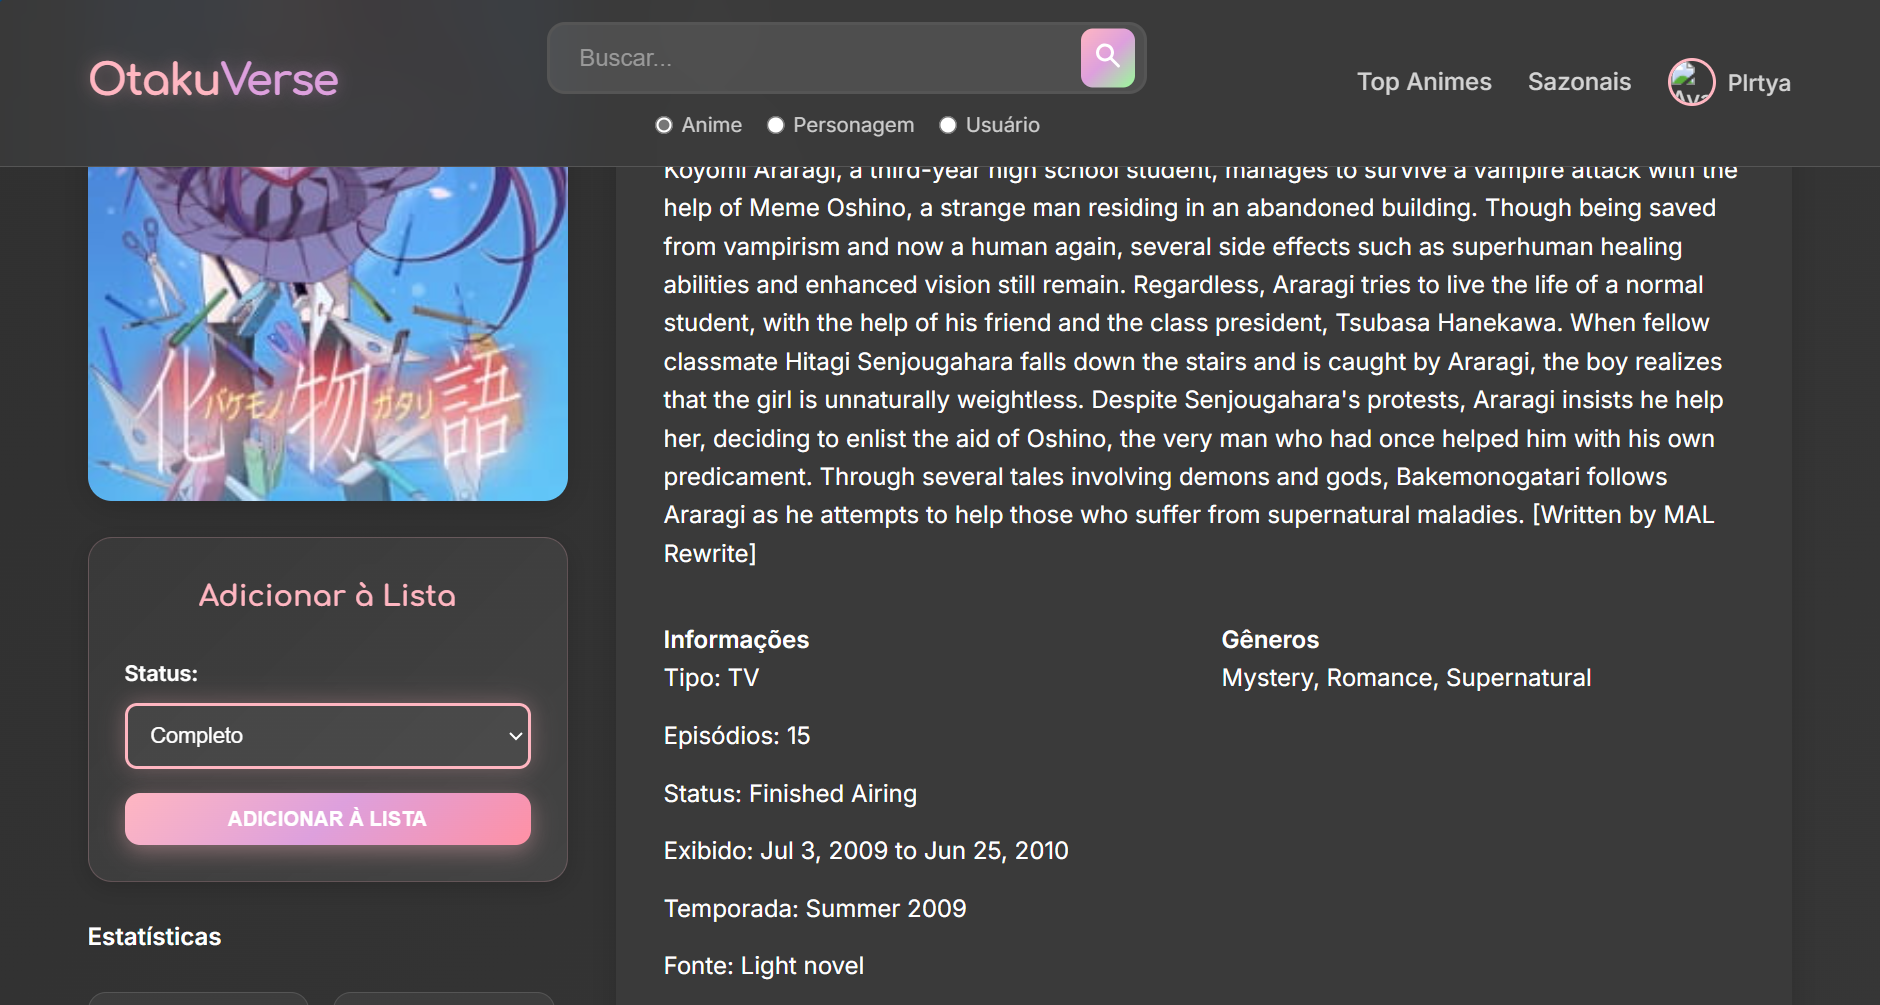 OtakuVerse
Buscar...
Anime
Personagem
Usuário
Top Animes
Sazonais
PIrtya
Koyomi Araragi, a third-year high school student, manages to survive a vampire attack with the
help of Meme Oshino, a strange man residing in an abandoned building. Though being saved
from vampirism and now a human again, several side effects such as superhuman healing
abilities and enhanced vision still remain. Regardless, Araragi tries to live the life of a normal
student, with the help of his friend and the class president, Tsubasa Hanekawa. When fellow
classmate Hitagi Senjougahara falls down the stairs and is caught by Araragi, the boy realizes
that the girl is unnaturally weightless. Despite Senjougahara's protests, Araragi insists he help
her, deciding to enlist the aid of Oshino, the very man who had once helped him with his own
predicament. Through several tales involving demons and gods, Bakemonogatari follows
Araragi as he attempts to help those who suffer from supernatural maladies. [Written by MAL
Rewrite]
化物語
バケモノガタリ
Adicionar à Lista
Status:
Completo
ADICIONAR À LISTA
Estatísticas
Informações
Tipo: TV
Episódios: 15
Status: Finished Airing
Exibido: Jul 3, 2009 to Jun 25, 2010
Temporada: Summer 2009
Fonte: Light novel
Gêneros
Mystery, Romance, Supernatural